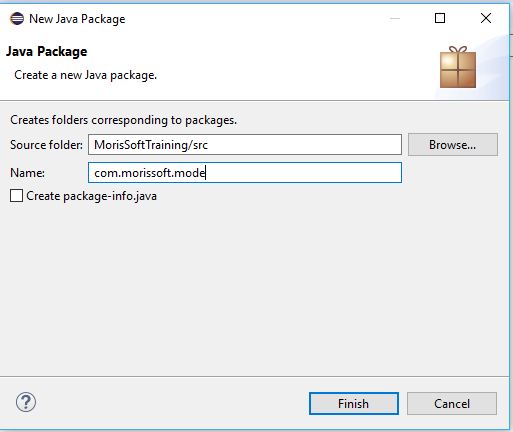 New Java Package
Java Package
Create a new Java package.
Creates folders corresponding to packages.
Source folder: MorisSoftTraining/src Browse...
Name: com.morissoft.mode
Create package-info.java
? Finish Cancel